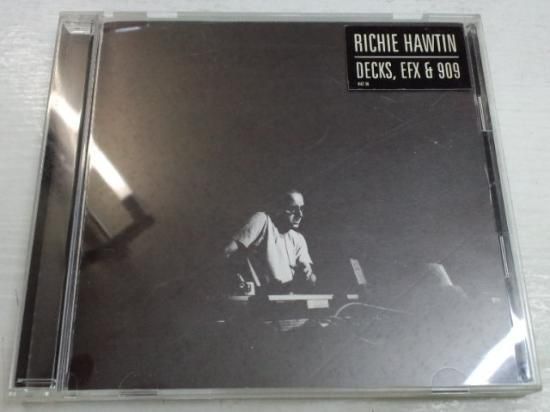 RICHIE HAWTIN
DECKS, EFX & 909